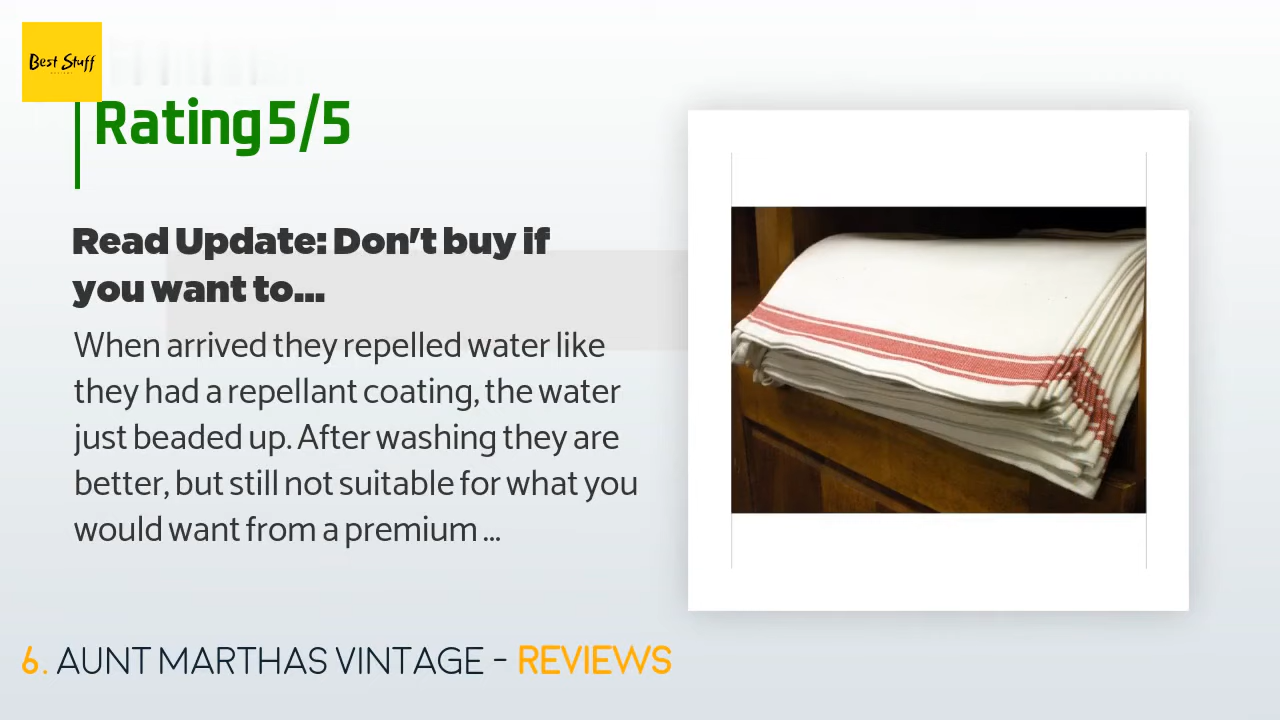 Best Stuff
Rating 5/5
Read Update: Don't buy if
you want to...
When arrived they repelled water like
they had a repellant coating, the water
just beaded up. After washing they are
better, but still not suitable for what you
would want from a premium ...
6. AUNT MARTHAS VINTAGE - REVIEWS